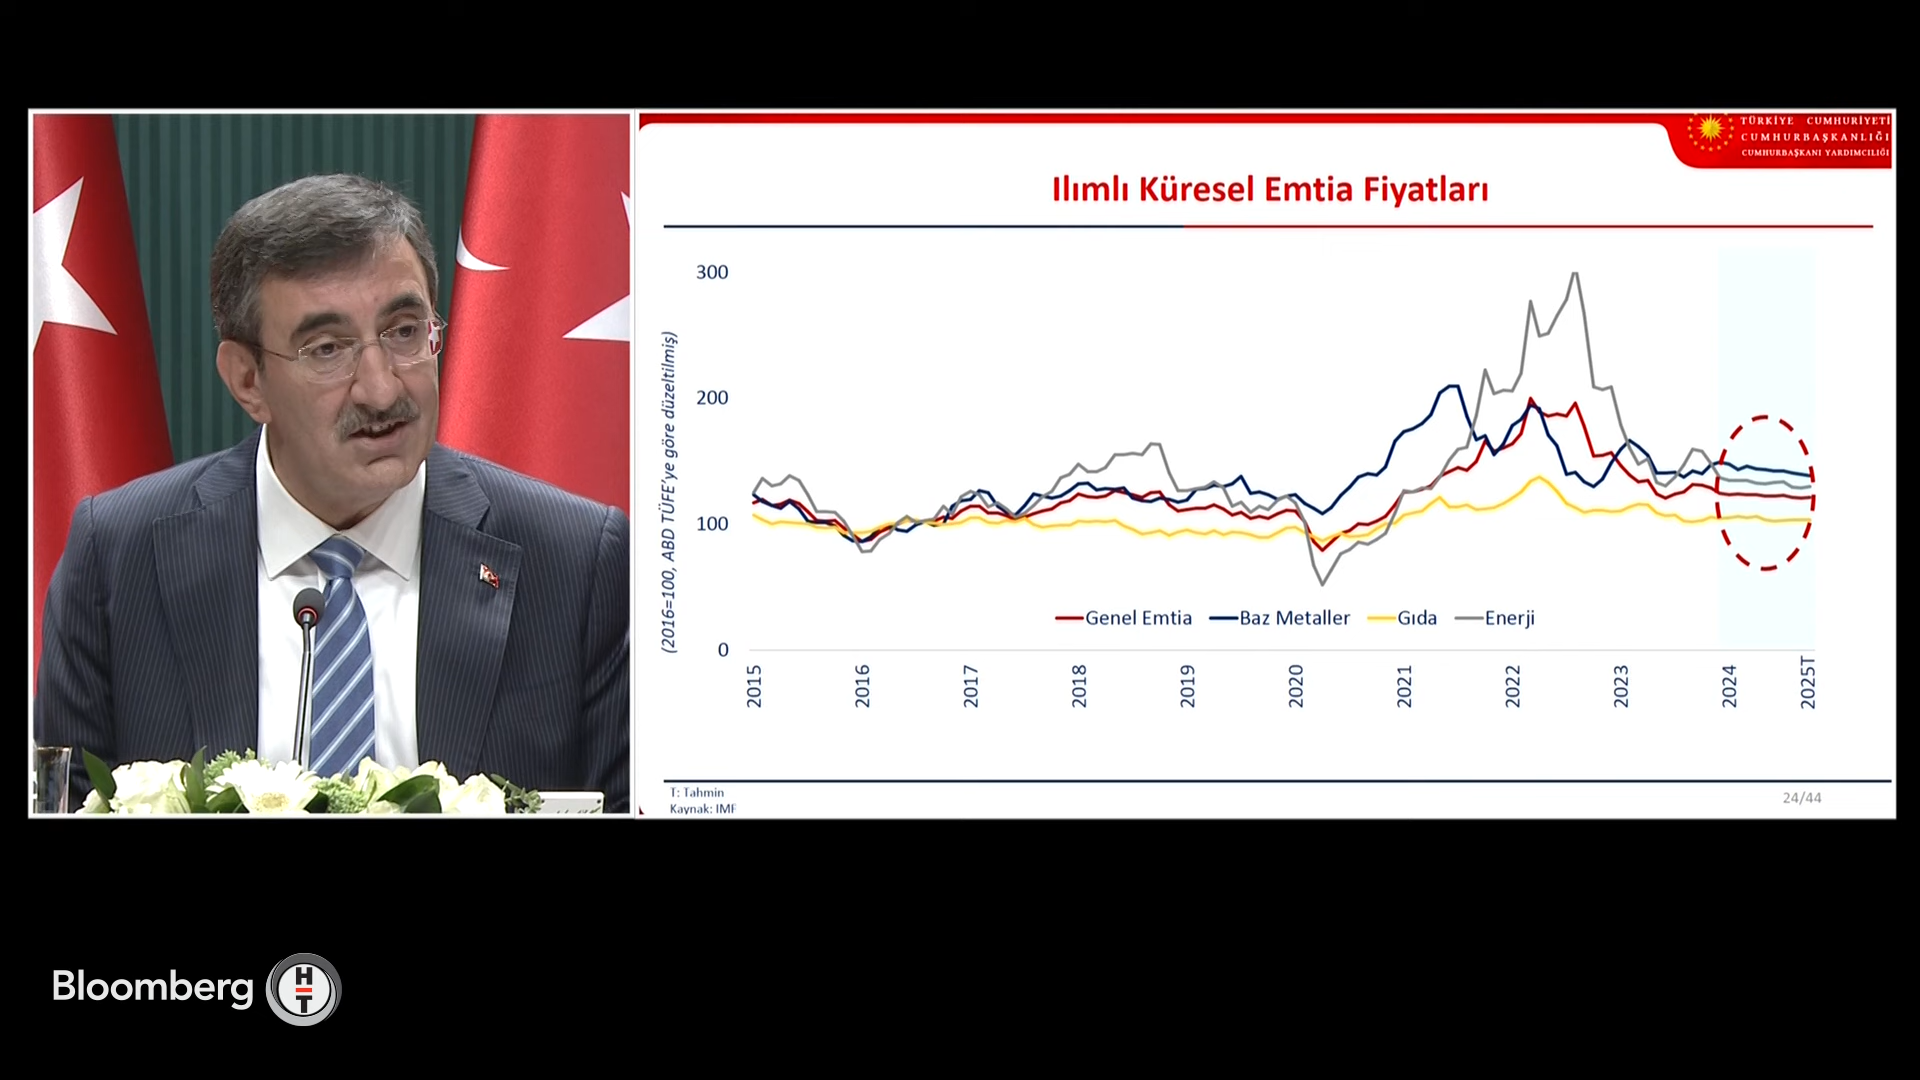 TÜRKİYE CUMHURİYETİ
CUMHURBAŞKANLIĞI
CUMHURBAŞKANI YARDIMCILIĞI
Ilımlı Küresel Emtia Fiyatları
(2016=100, ABD TÜFE'ye göre düzeltilmiş)
300
200
100
0
Genel Emtia Baz Metaller Gıda Enerji
2015 2016 2017 2018 2019 2020 2021 2022 2023 2024 2025T
T: Tahmin
Kaynak: IMF
24/44
Bloomberg HT